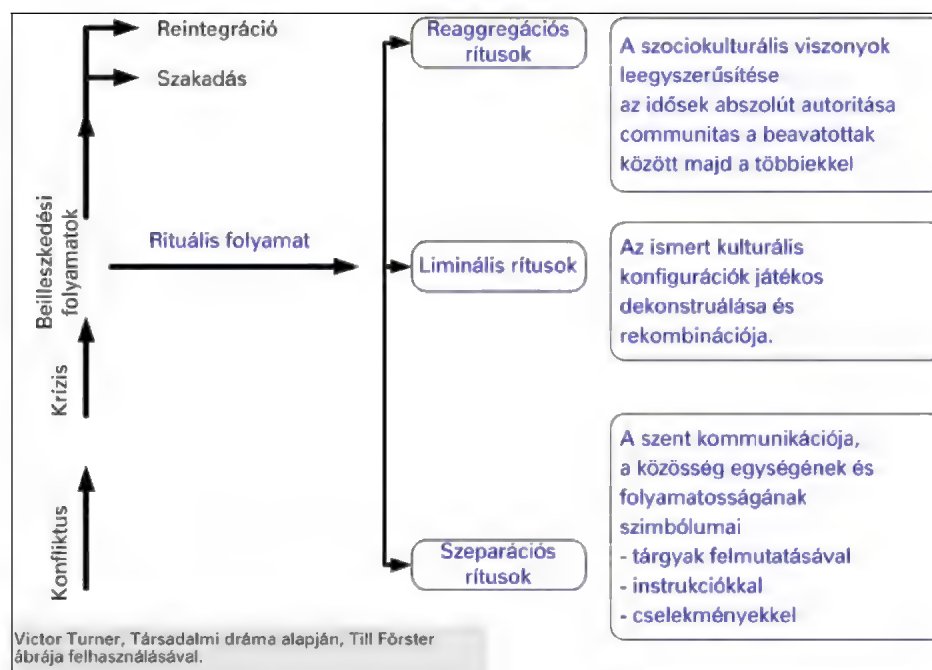 Reintegráció
Szakadás
Beilleszkedési
folyamatok
Krízis
Konfliktus
Rituális folyamat
Reaggregációs
rítusok
A szociokulturális viszonyok
leegyszerűsítése
az idősek abszolút autoritása
communitas a beavatottak
között majd a többiekkel
Liminális rítusok
Az ismert kulturális
konfigurációk játékos
dekonstruálása és
rekombinációja.
Szeparációs
rítusok
A szent kommunikációja,
a közösség egységének és
folyamatosságának
szimbólumai
- tárgyak felmutatásával
- instrukciókkal
- cselekményekkel
Victor Turner, Társadalmi dráma alapján, Till Förster
ábrája felhasználásával.